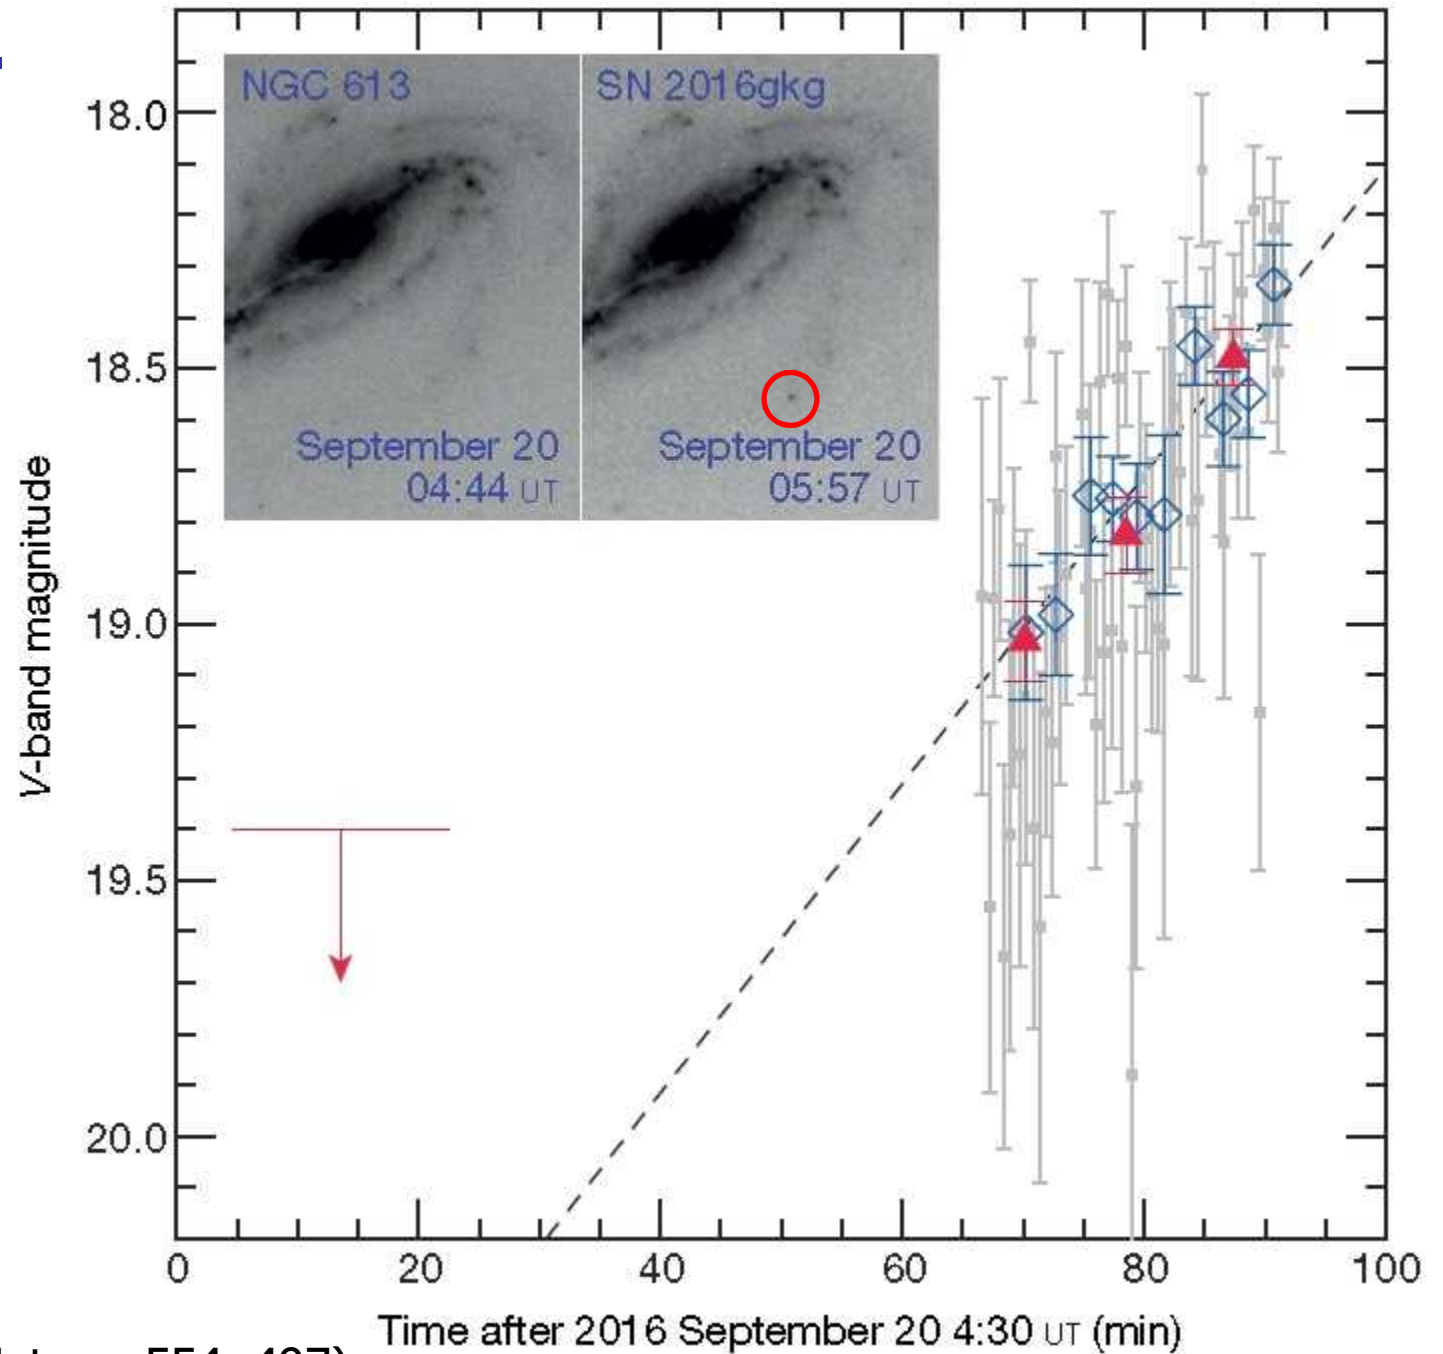 NGC 613
SN 2016gkg
September 20
04:44 UT
September 20
05:57 UT
18.0
18.5
19.0
19.5
20.0
V-band magnitude
0 20 40 60 80 100
Time after 2016 September 20 4:30 UT (min)